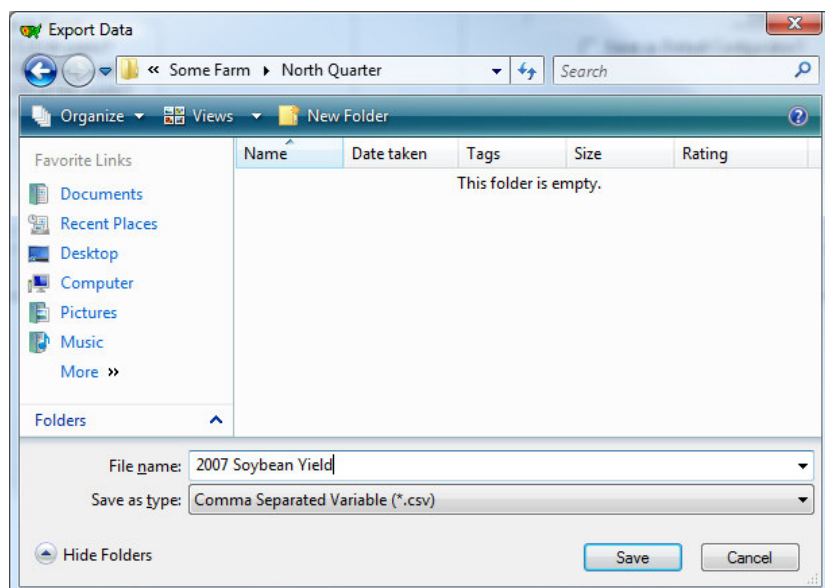 Export Data
« Some Farm ▸ North Quarter
Search
Organize Views New Folder
Favorite Links
Documents
Recent Places
Desktop
Computer
Pictures
Music
More »
Folders
Name Date taken Tags Size Rating
This folder is empty.
File name: 2007 Soybean Yield
Save as type: Comma Separated Variable (*.csv)
Hide Folders
Save Cancel